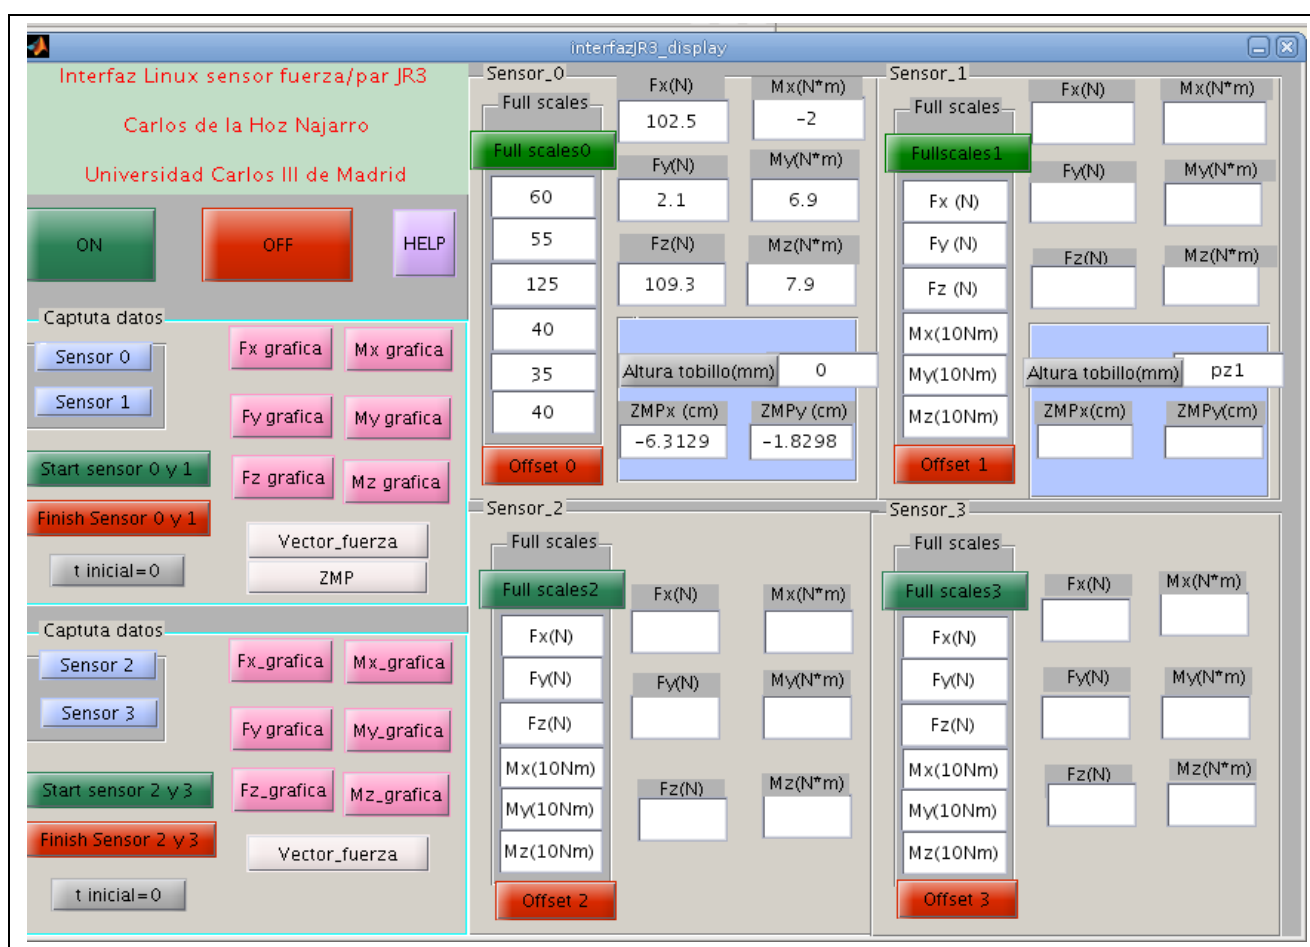 interfazJR3_display
Interfaz Linux sensor fuerza/par JR3
Carlos de la Hoz Najarro
Universidad Carlos III de Madrid
ON
OFF
HELP
Captuta datos
Sensor 0
Sensor 1
Fx grafica
Mx grafica
Fy grafica
My grafica
Fz grafica
Mz grafica
Start sensor 0 y 1
Finish Sensor 0 y 1
t inicial=0
Vector_fuerza
ZMP
Captuta datos
Sensor 2
Sensor 3
Fx_grafica
Mx_grafica
Fy grafica
My_grafica
Fz_grafica
Mz_grafica
Start sensor 2 y 3
Finish Sensor 2 y 3
t inicial=0
Vector_fuerza
Sensor_0
Full scales
Full scales0
60
55
125
40
35
40
Offset 0
Fx(N)
102.5
Mx(N*m)
-2
Fy(N)
2.1
My(N*m)
6.9
Fz(N)
109.3
Mz(N*m)
7.9
Altura tobillo(mm)
0
ZMPx (cm)
ZMPy (cm)
-6.3129
-1.8298
Sensor_1
Full scales
Fullscales1
Fx (N)
Fy (N)
Fz (N)
Mx(10Nm)
My(10Nm)
Mz(10Nm)
Offset 1
Fx(N)
Mx(N*m)
Fy(N)
My(N*m)
Fz(N)
Mz(N*m)
Altura tobillo(mm)
pz1
ZMPx(cm)
ZMPy(cm)
Sensor_2
Full scales
Full scales2
Fx(N)
Fy(N)
Fz(N)
Mx(10Nm)
My(10Nm)
Mz(10Nm)
Offset 2
Fx(N)
Mx(N*m)
Fy(N)
My(N*m)
Fz(N)
Mz(N*m)
Sensor_3
Full scales
Full scales3
Fx(N)
Fy(N)
Fz(N)
Mx(10Nm)
My(10Nm)
Mz(10Nm)
Offset 3
Fx(N)
Mx(N*m)
Fy(N)
My(N*m)
Fz(N)
Mz(N*m)